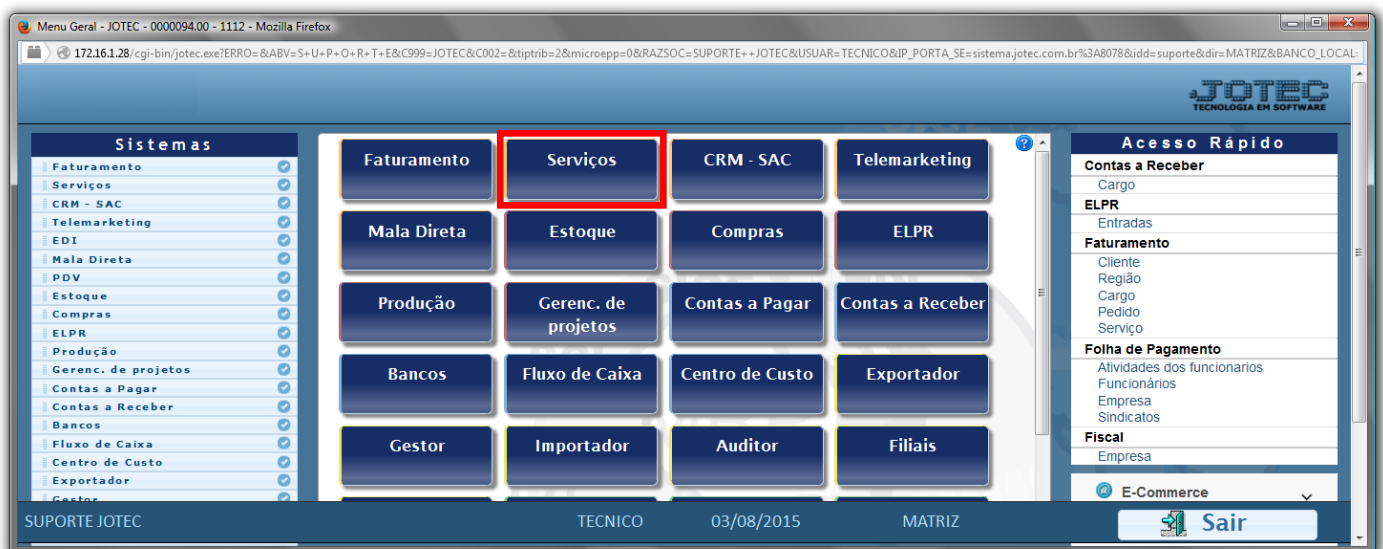 Menu Geral - JOTEC - 0000094.00 - 1112 - Mozilla Firefox
172.16.1.28/cgi-bin/jotec.exe?ERRO=&ABV=S+U+P+O+R+T+E&C999=JOTEC&C002=&tiptrib=2&microepp=0&RAZSOC=SUPORTE++JOTEC&USUAR=TECNICO&IP_PORTA_SE=sistema.jotec.com.br%3A8078&idd=suporte&dir=MATRIZ&BANCO_LOCAL=
JOTEC
TECNOLOGIA EM SOFTWARE
Sistemas
Faturamento
Serviços
CRM - SAC
Telemarketing
EDI
Mala Direta
PDV
Estoque
Compras
ELPR
Produção
Gerenc. de projetos
Contas a Pagar
Contas a Receber
Bancos
Fluxo de Caixa
Centro de Custo
Exportador
Gestor
Faturamento
Serviços
CRM - SAC
Telemarketing
Mala Direta
Estoque
Compras
ELPR
Produção
Gerenc. de
projetos
Contas a Pagar
Contas a Receber
Bancos
Fluxo de Caixa
Centro de Custo
Exportador
Gestor
Importador
Auditor
Filiais
Acesso Rápido
Contas a Receber
Cargo
ELPR
Entradas
Faturamento
Cliente
Região
Cargo
Pedido
Serviço
Folha de Pagamento
Atividades dos funcionarios
Funcionários
Empresa
Sindicatos
Fiscal
Empresa
E-Commerce
SUPORTE JOTEC
TECNICO
03/08/2015
MATRIZ
Sair